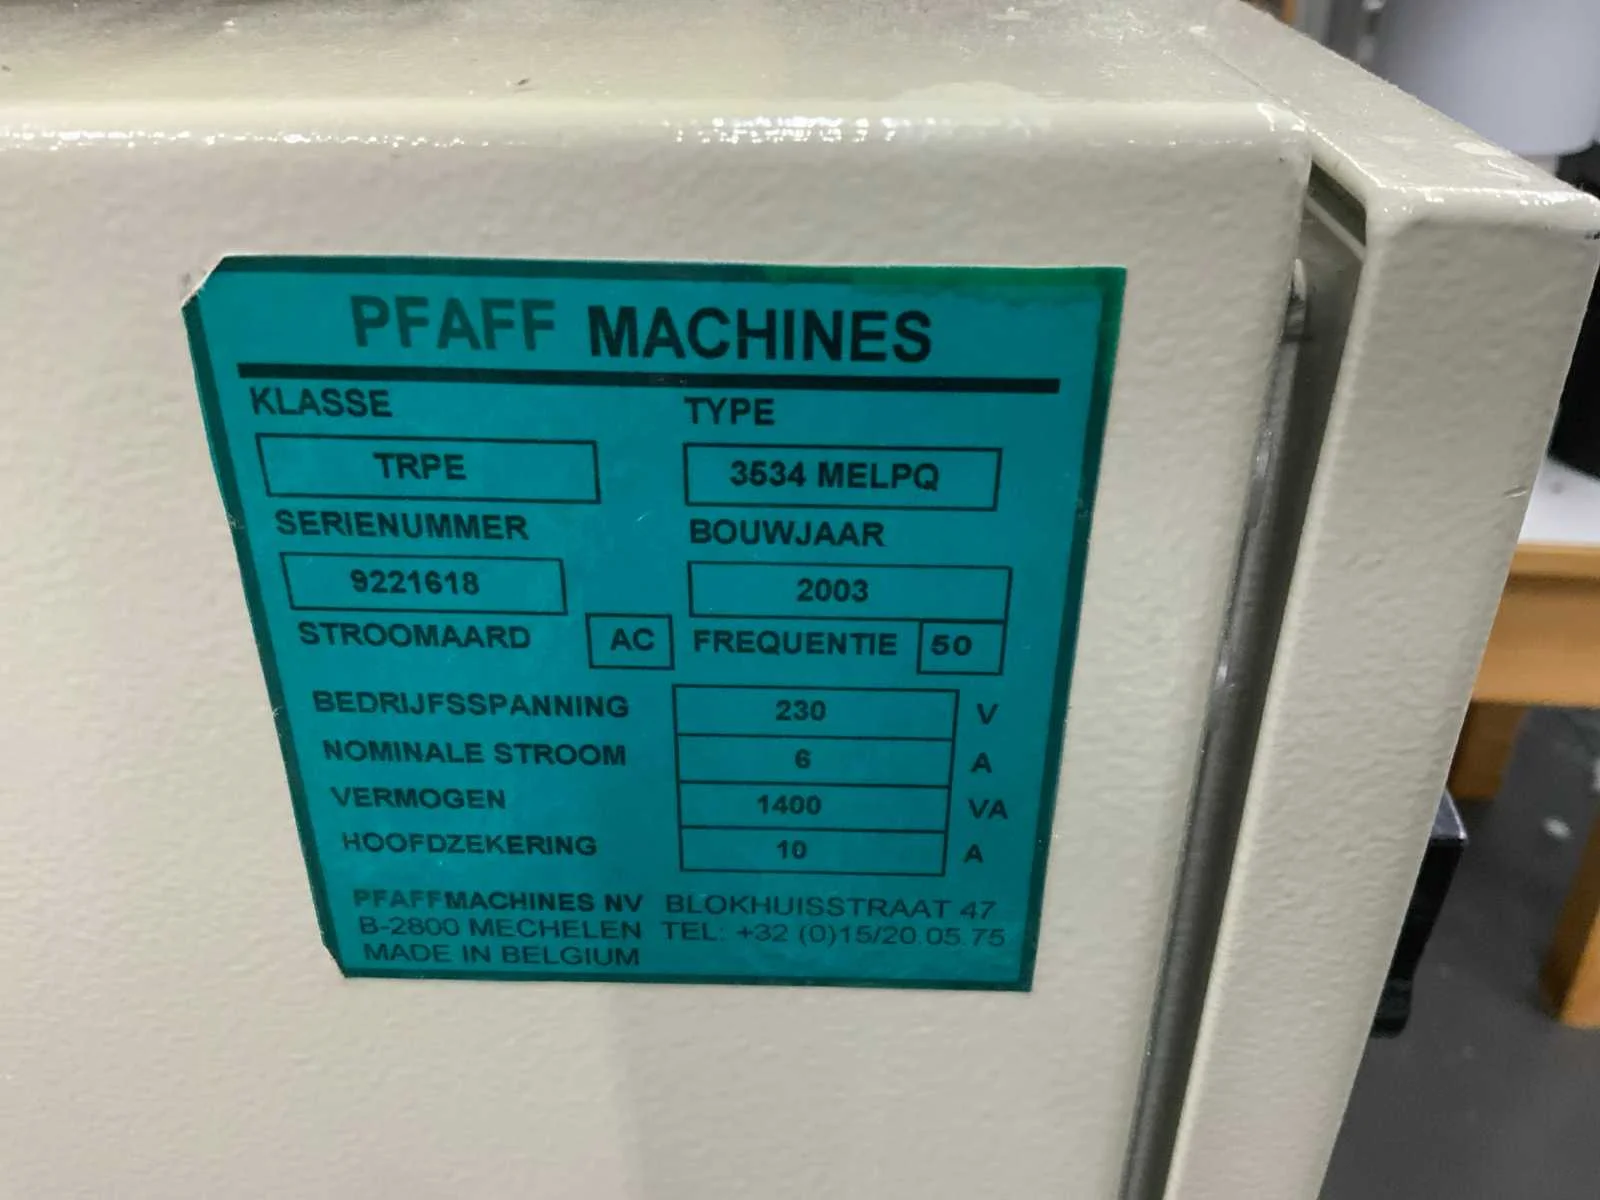 PFAFF MACHINES
KLASSE TYPE
TRPE 3534 MELPQ
SERIENUMMER BOUWJAAR
9221618 2003
STROOMAARD AC FREQUENTIE 50
BEDRIJFSSPANNING 230 V
NOMINALE STROOM 6 A
VERMOGEN 1400 VA
HOOFDZEKERING 10 A
PFAFFMACHINES NV BLOKHUISSTRAAT 47
B-2800 MECHELEN TEL: +32 (0)15/20.05.75
MADE IN BELGIUM